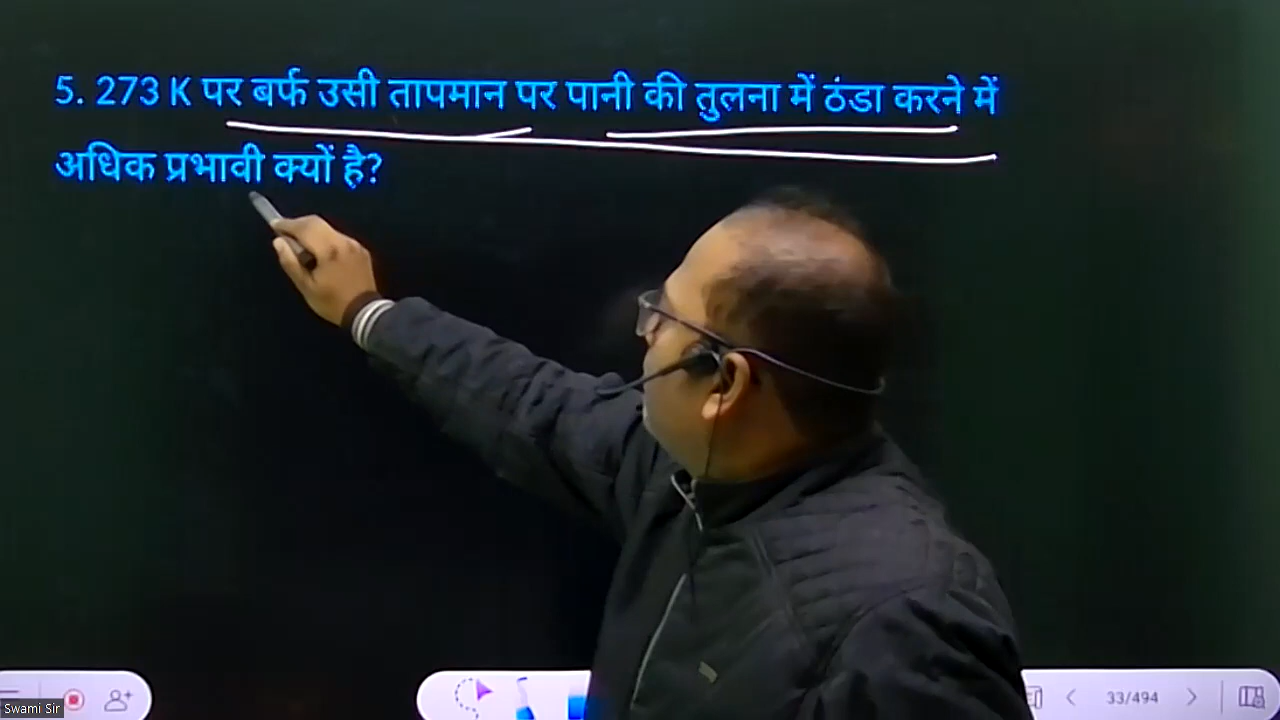 5. 273 K पर बर्फ उसी तापमान पर पानी की तुलना में ठंडा करने में
अधिक प्रभावी क्यों है?
33/494
Swami Sir